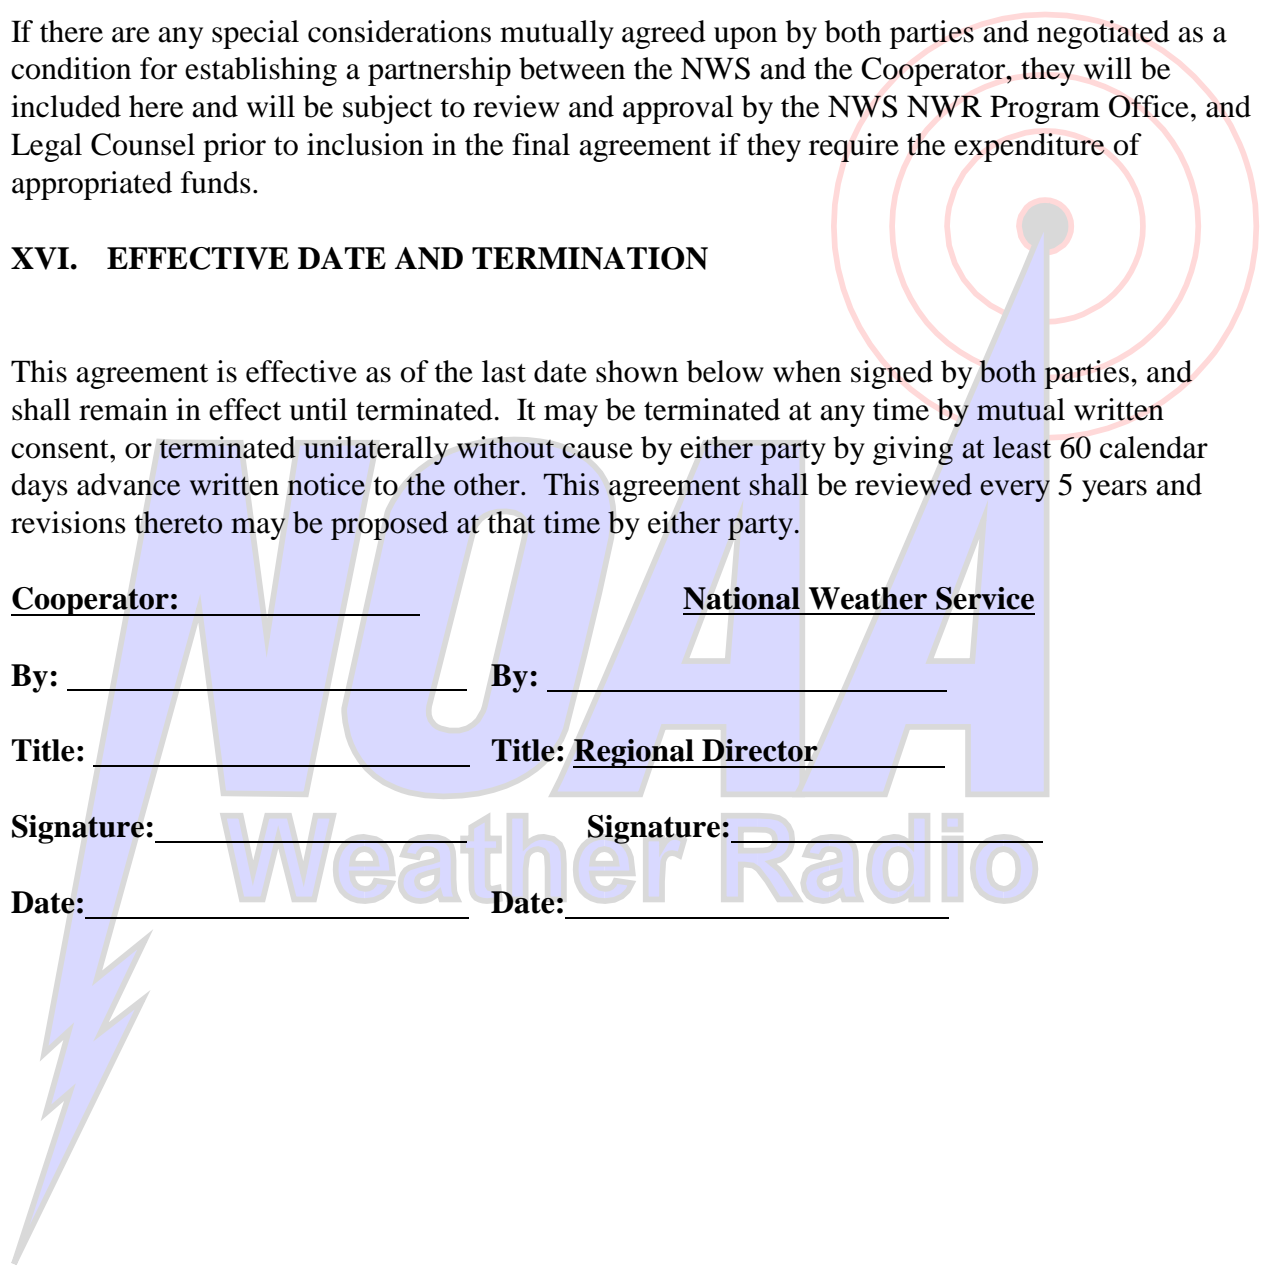 If there are any special considerations mutually agreed upon by both parties and negotiated as a
condition for establishing a partnership between the NWS and the Cooperator, they will be
included here and will be subject to review and approval by the NWS NWR Program Office, and
Legal Counsel prior to inclusion in the final agreement if they require the expenditure of
appropriated funds.
XVI. EFFECTIVE DATE AND TERMINATION
This agreement is effective as of the last date shown below when signed by both parties, and
shall remain in effect until terminated. It may be terminated at any time by mutual written
consent, or terminated unilaterally without cause by either party by giving at least 60 calendar
days advance written notice to the other. This agreement shall be reviewed every 5 years and
revisions thereto may be proposed at that time by either party.
Cooperator: National Weather Service
By: By:
Title: Title: Regional Director
Signature: Signature:
Date: Date:
NOAA
Weather Radio